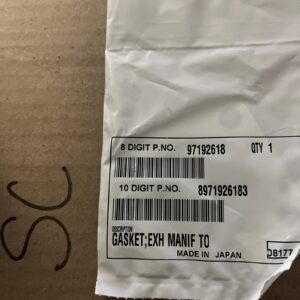 8 DIGIT P.NO. 97192618 QTY 1
10 DIGIT P.NO. 8971926183
DESCRIPTION
GASKET;EXH MANIF TO
MADE IN JAPAN
D8177
SC